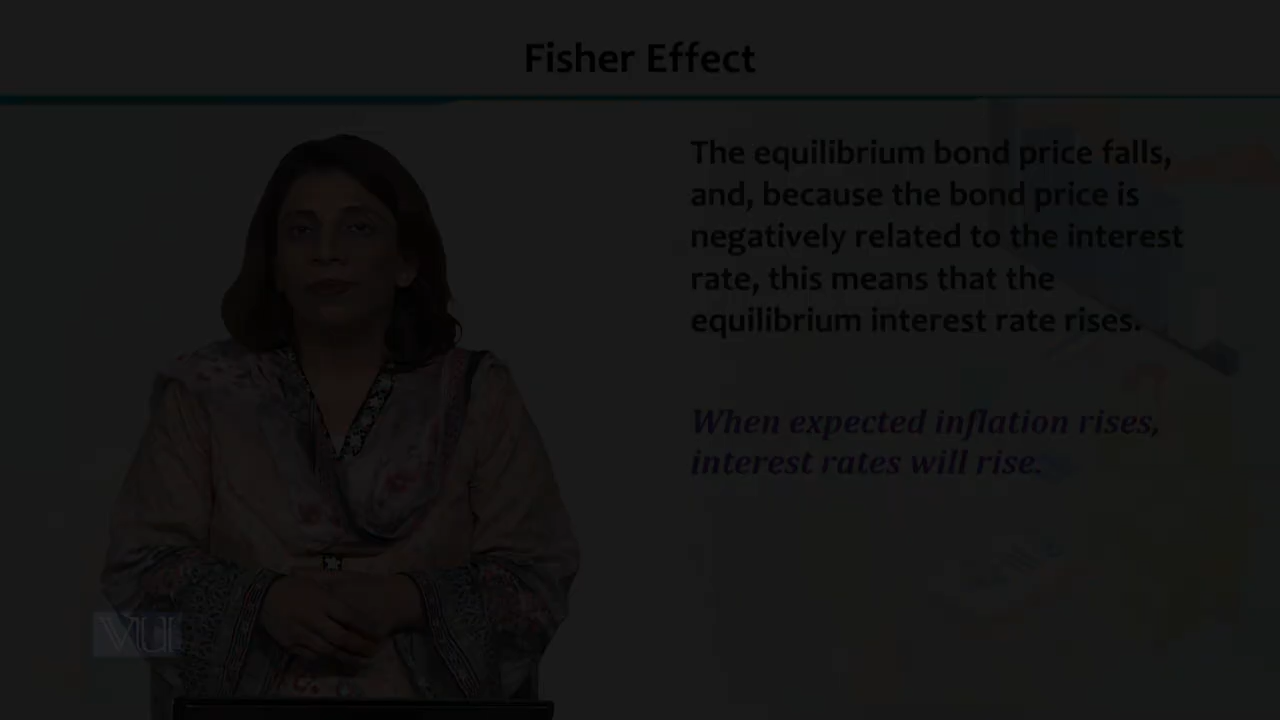 Fisher Effect
The equilibrium bond price falls,
and, because the bond price is
negatively related to the interest
rate, this means that the
equilibrium interest rate rises.
When expected inflation rises,
interest rates will rise.
VU